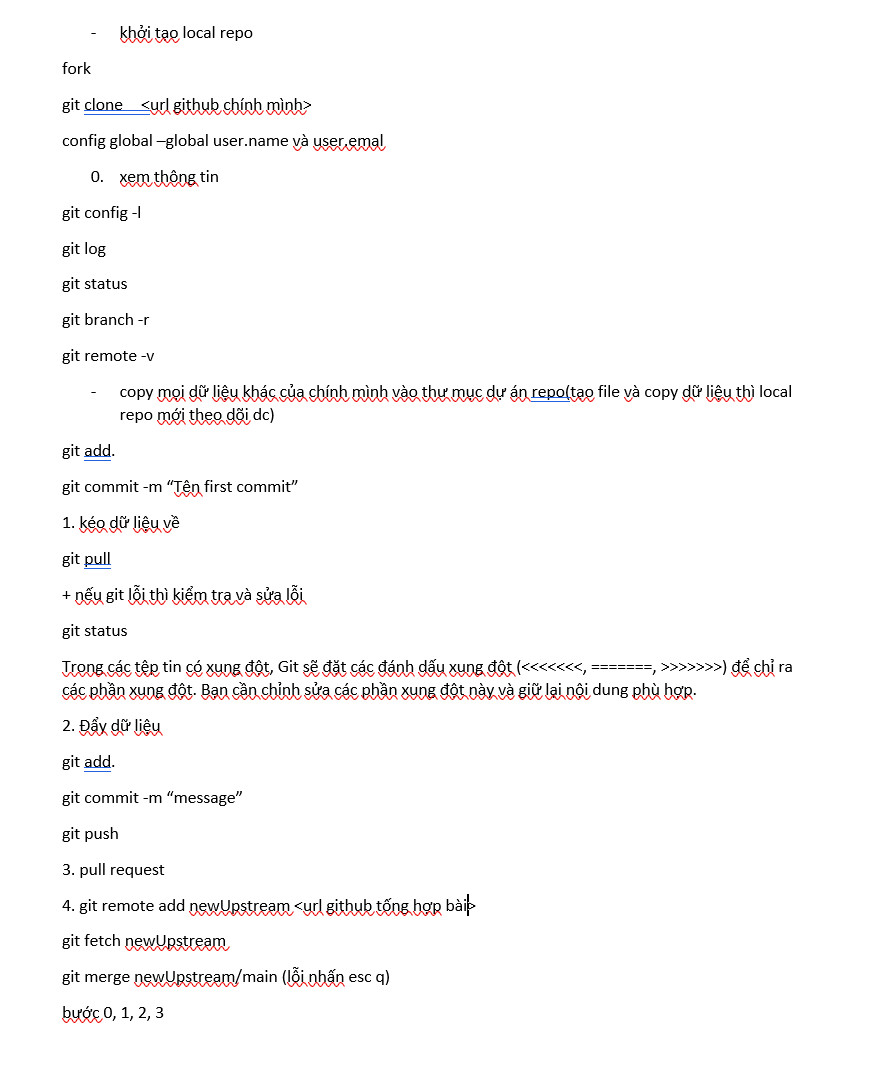 - khởi tạo local repo
fork
git clone <url github chính mình>
config global –global user.name và user.emal
0. xem thông tin
git config -l
git log
git status
git branch -r
git remote -v
- copy mọi dữ liệu khác của chính mình vào thư mục dự án repo(tạo file và copy dữ liệu thì local
repo mới theo dõi dc)
git add.
git commit -m “Tên first commit”
1. kéo dữ liệu về
git pull
+ nếu git lỗi thì kiểm tra và sửa lỗi
git status
Trong các tệp tin có xung đột, Git sẽ đặt các đánh dấu xung đột (<<<<<<<, =======, >>>>>>>) để chỉ ra
các phần xung đột. Bạn cần chỉnh sửa các phần xung đột này và giữ lại nội dung phù hợp.
2. Đẩy dữ liệu
git add.
git commit -m “message”
git push
3. pull request
4. git remote add newUpstream <url github tổng hợp bài>
git fetch newUpstream
git merge newUpstream/main (lỗi nhấn esc q)
bước 0, 1, 2, 3